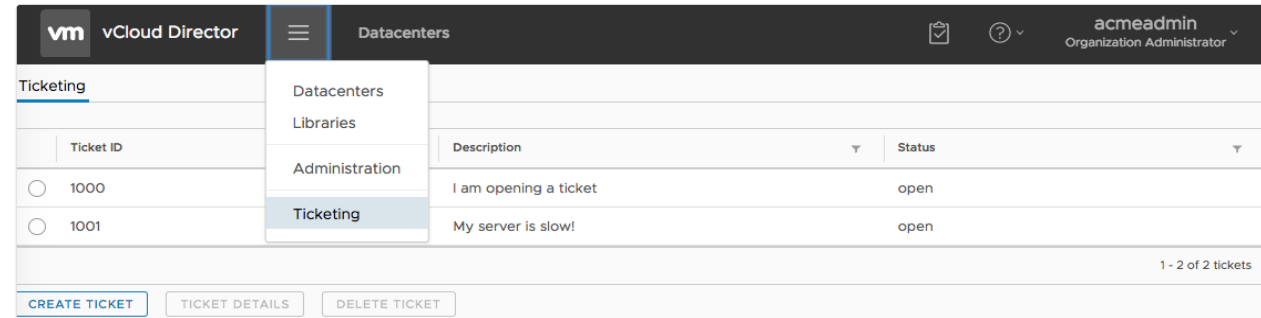 vm vCloud Director Datacenters acmeadmin
Organization Administrator
Ticketing
Datacenters
Libraries
Administration
Ticketing
Ticket ID Description Status
1000 I am opening a ticket open
1001 My server is slow! open
1 - 2 of 2 tickets
CREATE TICKET TICKET DETAILS DELETE TICKET